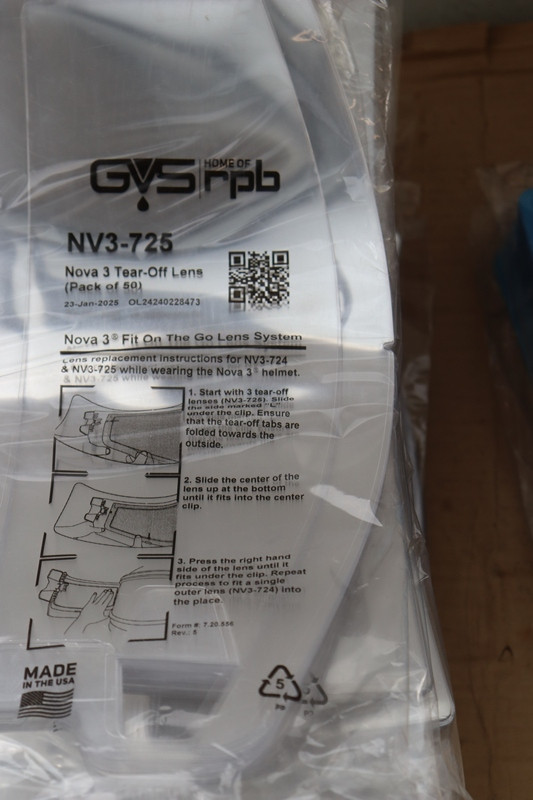 GVS HOME OF rpb
NV3-725
Nova 3 Tear-Off Lens
(Pack of 50)
23-Jan-2025 OL24240228473
Nova 3® Fit On The Go Lens System
Lens replacement instructions for NV3-724
& NV3-725 while wearing the Nova 3® helmet.
1. Start with 3 tear-off
lenses (NV3-725). Slide
the side marked "L"
under the clip. Ensure
that the tear-off tabs are
folded towards the
outside.
2. Slide the center of the
lens up at the bottom
until it fits into the center
clip.
3. Press the right hand
side of the lens until it
fits under the clip. Repeat
process to fit a single
outer lens (NV3-724) into
the place.
Form #: 7.20.556
Rev.: 5
MADE
IN THE USA
5
PP